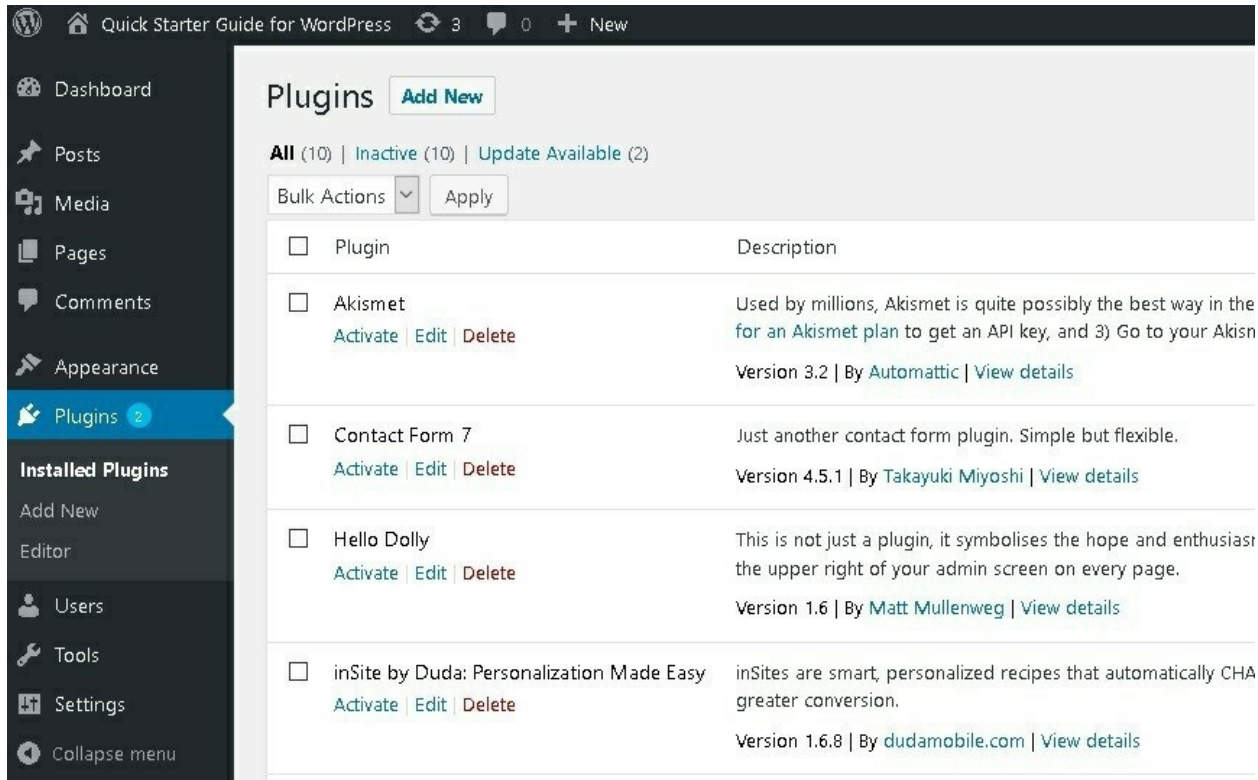 Quick Starter Guide for WordPress 3 0 + New
Dashboard
Posts
Media
Pages
Comments
Appearance
Plugins 2
Installed Plugins
Add New
Editor
Users
Tools
Settings
Collapse menu
Plugins Add New
All (10) | Inactive (10) | Update Available (2)
Bulk Actions Apply
Plugin Description
Akismet
Activate | Edit | Delete
Used by millions, Akismet is quite possibly the best way in the
for an Akismet plan to get an API key, and 3) Go to your
Version 3.2 | By Automattic | View details
Contact Form 7
Activate | Edit | Delete
Just another contact form plugin. Simple but flexible.
Version 4.5.1 | By Takayuki Miyoshi | View details
Hello Dolly
Activate | Edit | Delete
This is not just a plugin, it symbolises the hope and
the upper right of your admin screen on every page.
Version 1.6 | By Matt Mullenweg | View details
inSite by Duda: Personalization Made Easy
Activate | Edit | Delete
inSites are smart, personalized recipes that automatically CHA
greater conversion.
Version 1.6.8 | By dudamobile.com | View details